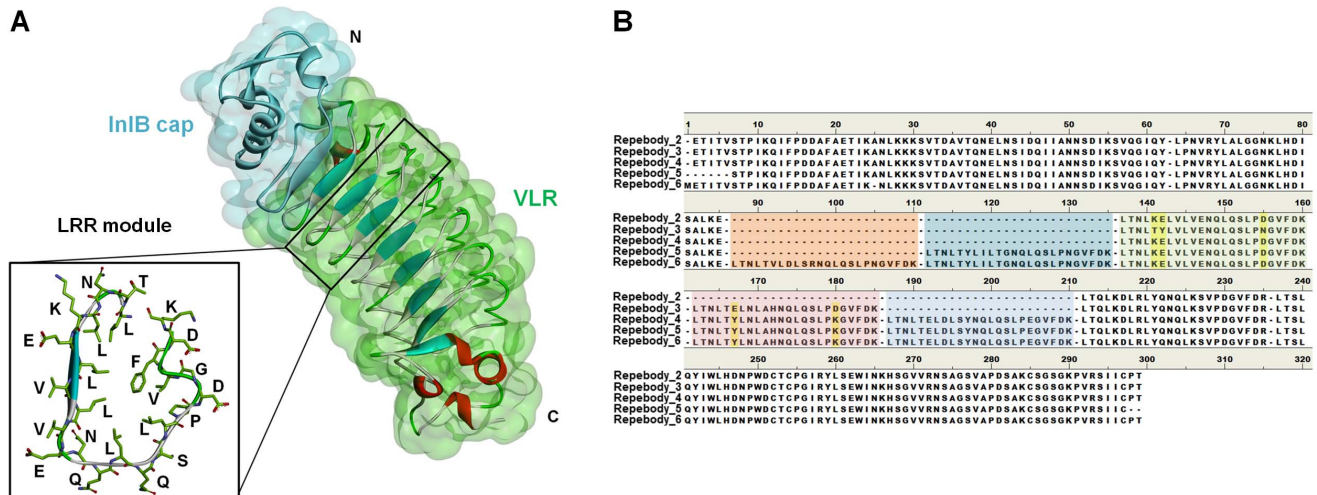 A
B
N
InIB cap
VLR
LRR module
C
N
T
K
L
K
E
L
D
F
G
V
L
V
D
L
P
V
N
L
L
S
E
Q
Q
1 10 20 30 40 50 60 70 80
Repebody_2 -ETITVSTPIKQIFPDDAFAETIKANLKKKSVTDAVTQNELNSIDQIIANNSDIKSVQGIQY-LPNVRYLALGGNKLHDI
Repebody_3 -ETITVSTPIKQIFPDDAFAETIKANLKKKSVTDAVTQNELNSIDQIIANNSDIKSVQGIQY-LPNVRYLALGGNKLHDI
Repebody_4 -ETITVSTPIKQIFPDDAFAETIKANLKKKSVTDAVTQNELNSIDQIIANNSDIKSVQGIQY-LPNVRYLALGGNKLHDI
Repebody_5 ------STPIKQIFPDDAFAETIKANLKKKSVTDAVTQNELNSIDQIIANNSDIKSVQGIQY-LPNVRYLALGGNKLHDI
Repebody_6 METITVSTPIKQIFPDDAFAETIK-NLKKKSVTDAVTQNELNSIDQIIANNSDIKSVQGIQY-LPNVRYLALGGNKLHDI
90 100 110 120 130 140 150 160
Repebody_2 SALKE---------------------------------------------------LTNLKELVLVENQLQSLPDGVFDK
Repebody_3 SALKE---------------------------------------------------LTNLTYLVLVENQLQSLPNGVFDK
Repebody_4 SALKE---------------------------------------------------LTNLKELVLVENQLQSLPDGVFDK
Repebody_5 SALKE--------------------------LTNLTYLILTGNQLQSLPNGVFDK-LTNLKELVLVENQLQSLPDGVFDK
Repebody_6 SALKE-LTNLTVLDLSRNQLQSLPNGVFDK-LTNLTYLILTGNQLQSLPNGVFDK-LTNLKELVLVENQLQSLPDGVFDK
170 180 190 200 210 220 230 240
Repebody_2 ---------------------------------------------------LTQLKDLRLYQNQLKSVPDGVFDR-LTSL
Repebody_3 -LTNLTELNLAHNQLQSLPDGVFDK--------------------------LTQLKDLRLYQNQLKSVPDGVFDR-LTSL
Repebody_4 -LTNLTYLNLAHNQLQSLPKGVFDK-LTNLTELDLSYNQLQSLPEGVFDK-LTQLKDLRLYQNQLKSVPDGVFDR-LTSL
Repebody_5 -LTNLTYLNLAHNQLQSLPKGVFDK-LTNLTELDLSYNQLQSLPEGVFDK-LTQLKDLRLYQNQLKSVPDGVFDR-LTSL
Repebody_6 -LTNLTYLNLAHNQLQSLPKGVFDK-LTNLTELDLSYNQLQSLPEGVFDK-LTQLKDLRLYQNQLKSVPDGVFDR-LTSL
250 260 270 280 290 300 310 320
Repebody_2 QYIWLHDNPWDCTCPGIRYLSEWINKHSGVVRNSAGSVAPDSAKCSGSGKPVRSIICPT
Repebody_3 QYIWLHDNPWDCTCPGIRYLSEWINKHSGVVRNSAGSVAPDSAKCSGSGKPVRSIICPT
Repebody_4 QYIWLHDNPWDCTCPGIRYLSEWINKHSGVVRNSAGSVAPDSAKCSGSGKPVRSIICPT
Repebody_5 QYIWLHDNPWDCTCPGIRYLSEWINKHSGVVRNSAGSVAPDSAKCSGSGKPVRSIIC--
Repebody_6 QYIWLHDNPWDCTCPGIRYLSEWINKHSGVVRNSAGSVAPDSAKCSGSGKPVRSIICPT